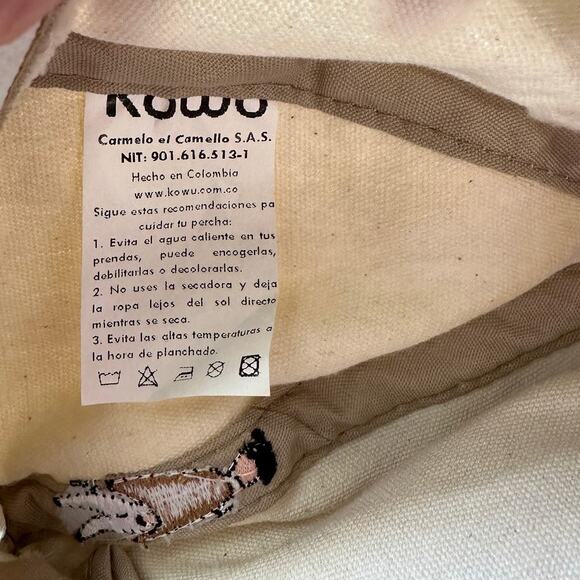 Kowu
Carmelo el Camello S.A.S.
NIT: 901.616.513-1
Hecho en Colombia
www.kowu.com.co
Sigue estas recomendaciones pa
cuidar tu percha:
1. Evita el agua caliente en tus
prendas, puede encogerlas,
debilitarlas o decolorarlas.
2. No uses la secadora y deja
la ropa lejos del sol directo
mientras se seca.
3. Evita las altas temperaturas a
la hora de planchado.